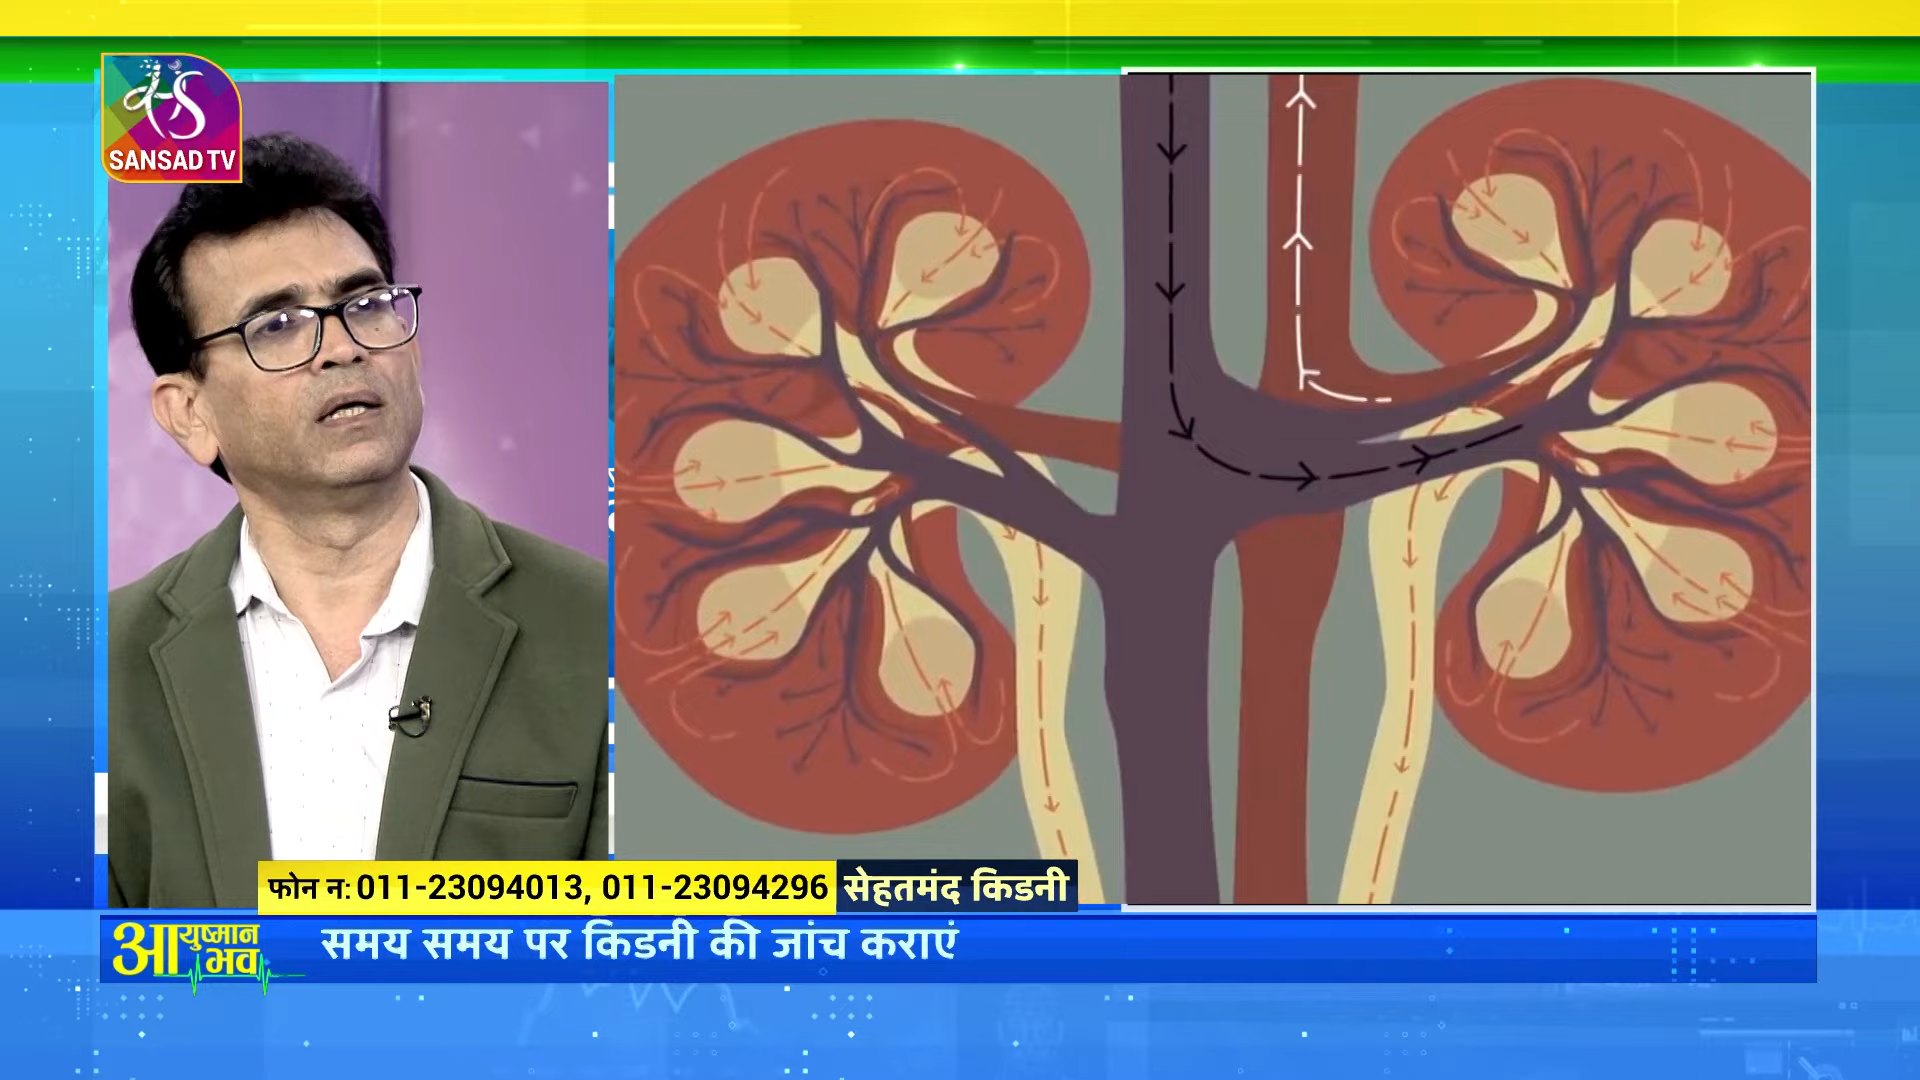 SANSAD TV
फोन न: 011-23094013, 011-23094296
सेहतमंद किडनी
आयुष्मान भव
समय समय पर किडनी की जांच कराएं